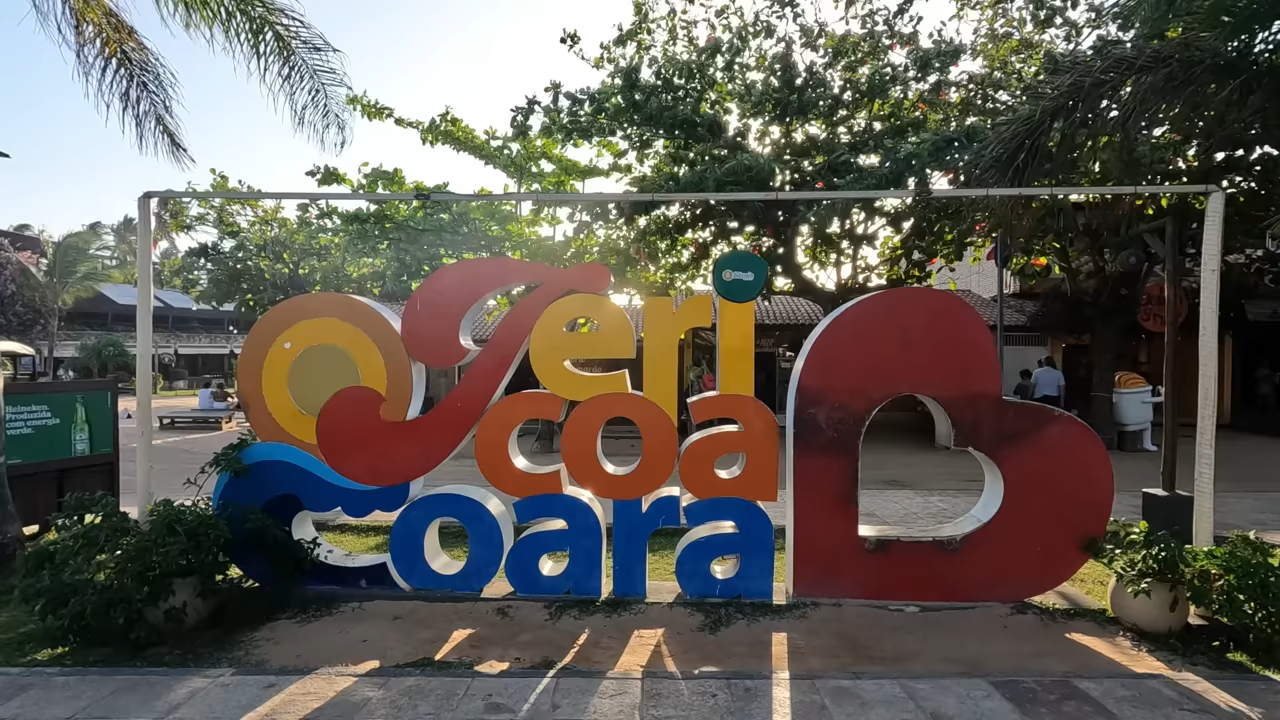 Jeri
coa
Coara
Heineken.
Produzida
com energia
verde.